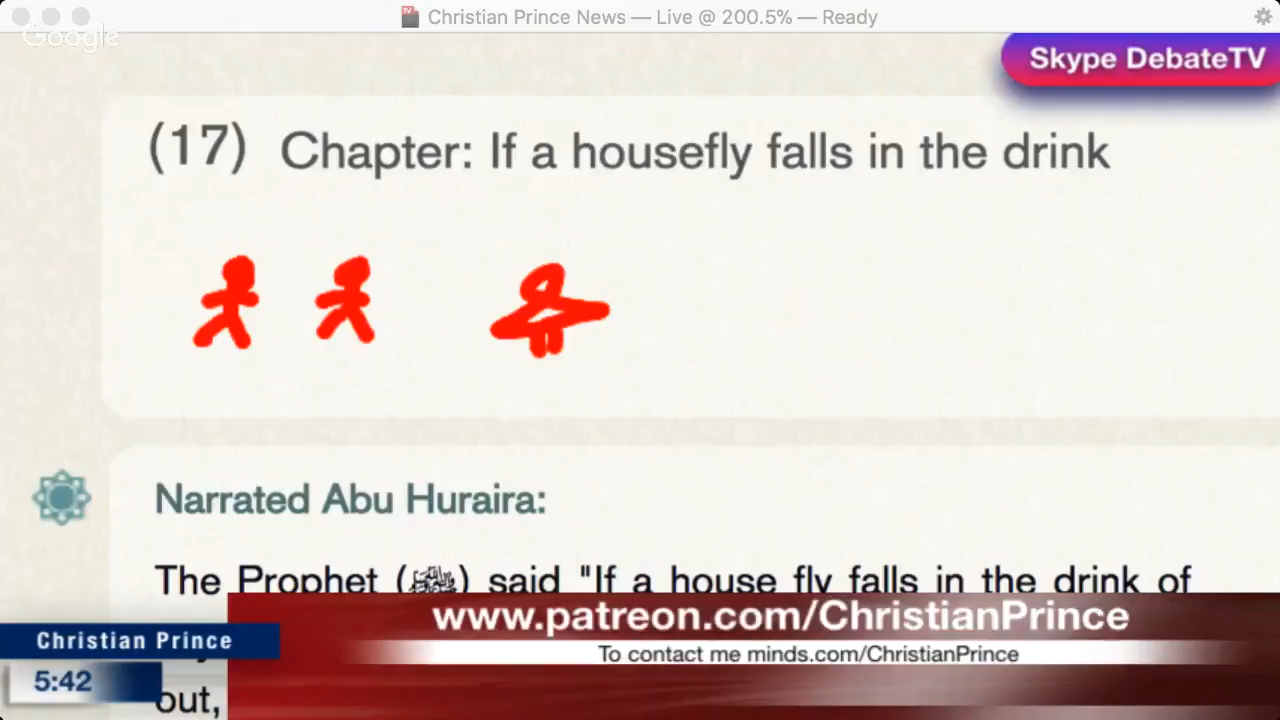 Christian Prince News — Live @ 200.5% — Ready
Google
Skype DebateTV
(17) Chapter: If a housefly falls in the drink
Narrated Abu Huraira:
The Prophet (ﷺ) said "If a house fly falls in the drink of
www.patreon.com/ChristianPrince
Christian Prince
To contact me minds.com/ChristianPrince
5:42
out,